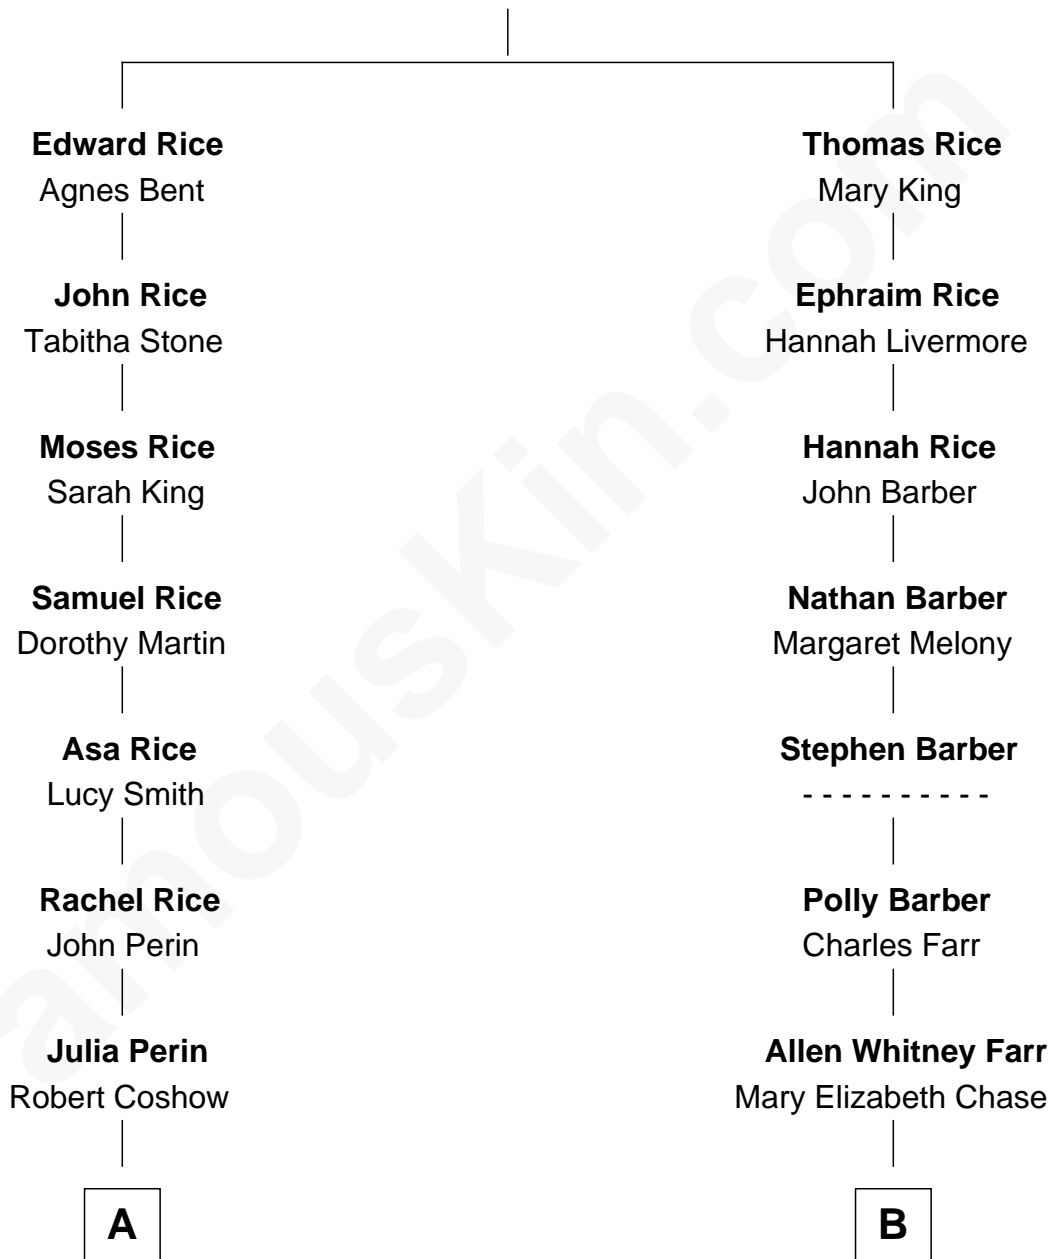 Edward Rice
Agnes Bent
Thomas Rice
Mary King
John Rice
Tabitha Stone
Ephraim Rice
Hannah Livermore
Moses Rice
Sarah King
Hannah Rice
John Barber
Samuel Rice
Dorothy Martin
Nathan Barber
Margaret Melony
Asa Rice
Lucy Smith
Stephen Barber
- - - - - - - - - -
Rachel Rice
John Perin
Polly Barber
Charles Farr
Julia Perin
Robert Coshow
Allen Whitney Farr
Mary Elizabeth Chase
A
B
amouskin.com